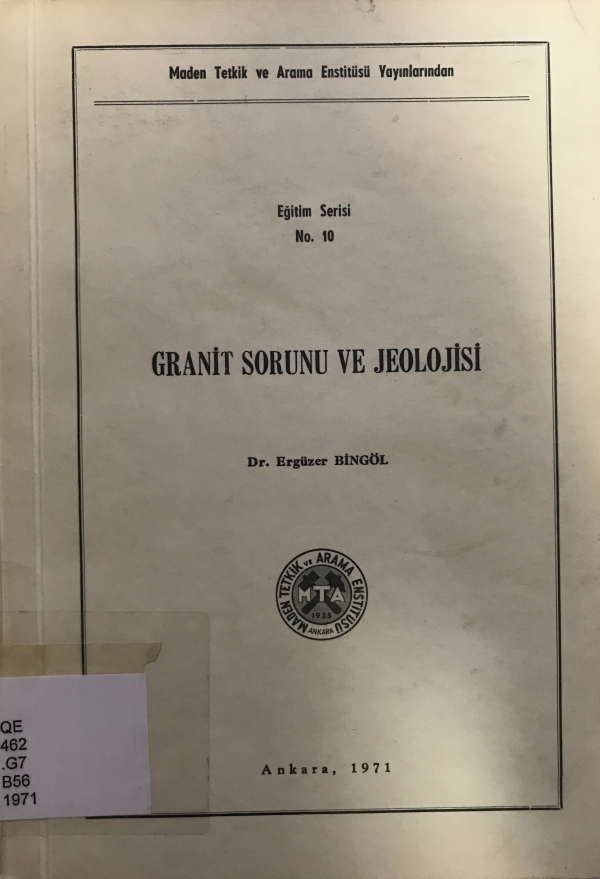 Maden Tetkik ve Arama Enstitüsü Yayınlarından
Eğitim Serisi
No. 10
GRANİT SORUNU VE JEOLOJİSİ
Dr. Ergüzer BİNGÖL
MADEN TETKİK VE ARAMA ENSTİTÜSÜ
MTA
1935
ANKARA
Ankara, 1971
QE
462
.G7
B56
1971